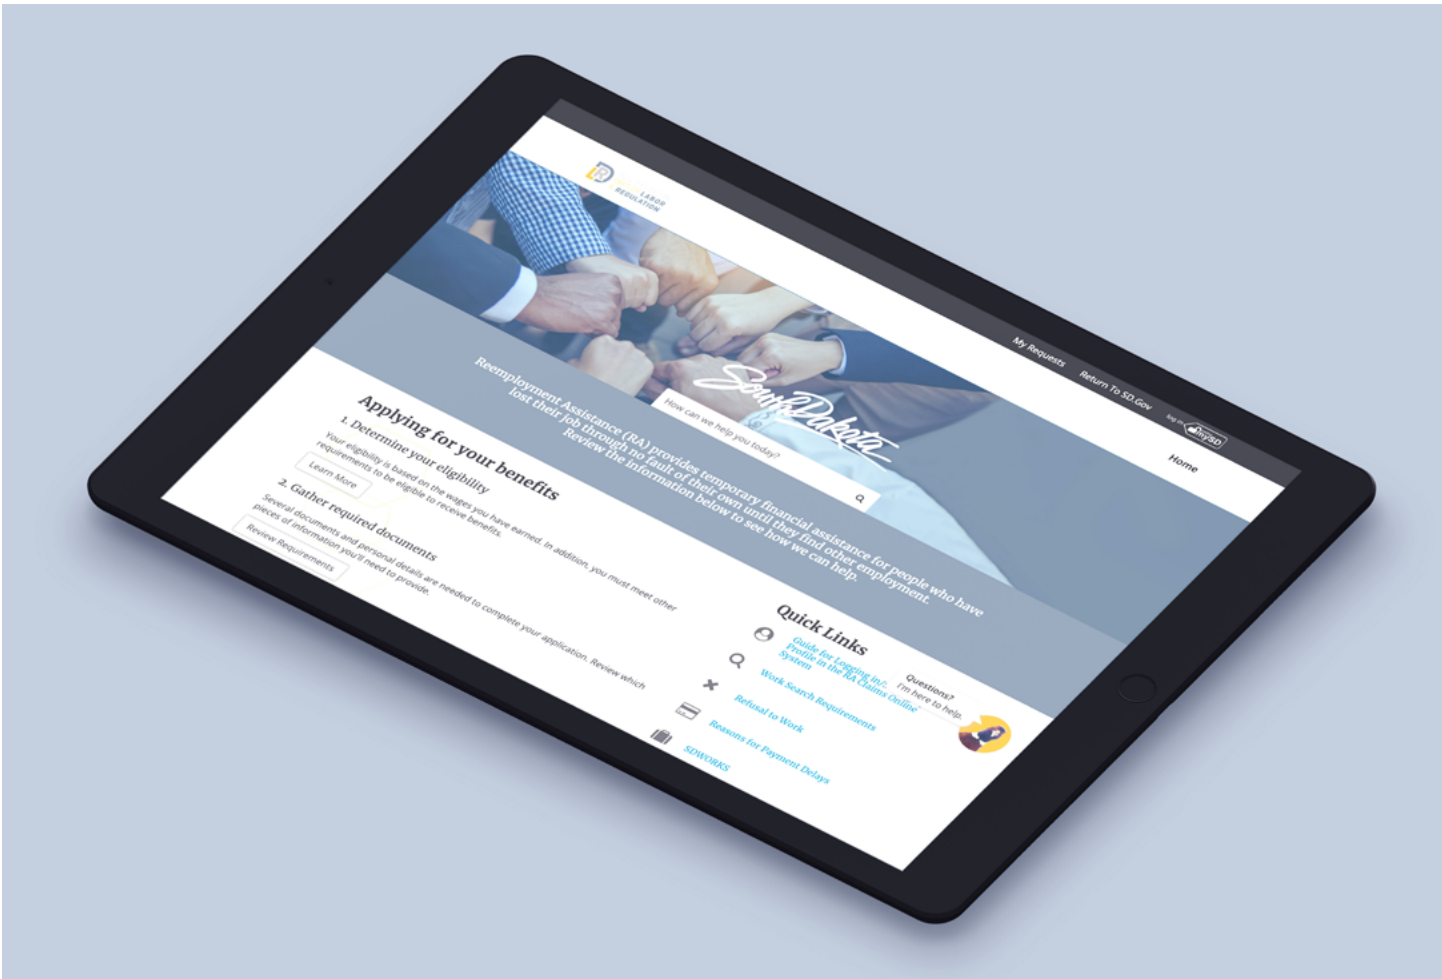 My Requests
Return To SD.Gov
log in
mySD
LABOR
REGULATION
Home
South Dakota
How can we help you today?
Reemployment Assistance (RA) provides temporary financial assistance for people who have
lost their job through no fault of their own until they find other employment.
Review the information below to see how we can help.
Applying for your benefits
1. Determine your eligibility
Your eligibility is based on the wages you have earned. In addition, you must meet other
requirements to be eligible to receive benefits.
Learn More
2. Gather required documents
Several documents and personal details are needed to complete your application. Review which
pieces of information you'll need to provide.
Review Requirements
Quick Links
Guide for Logging in/
Profile in the RA Claims Online
System
Work Search Requirements
Refusal to Work
Reasons for Payment Delays
SDWORKS
Questions?
I'm here to help.